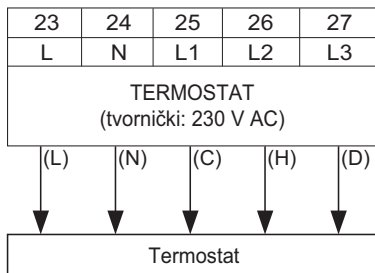 23 24 25 26 27
L N L1 L2 L3
TERMOSTAT
(tvornički: 230 V AC)
(L) (N) (C) (H) (D)
Termostat